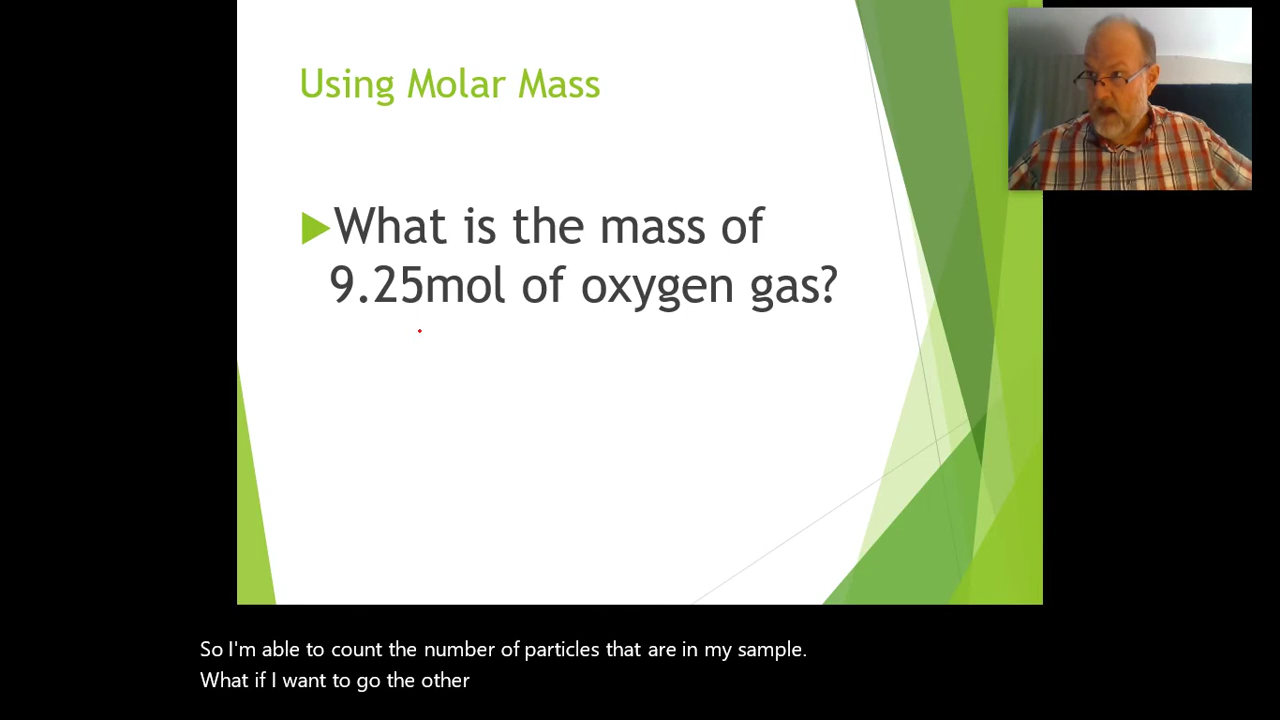 Using Molar Mass
What is the mass of
9.25mol of oxygen gas?
So I'm able to count the number of particles that are in my sample.
What if I want to go the other